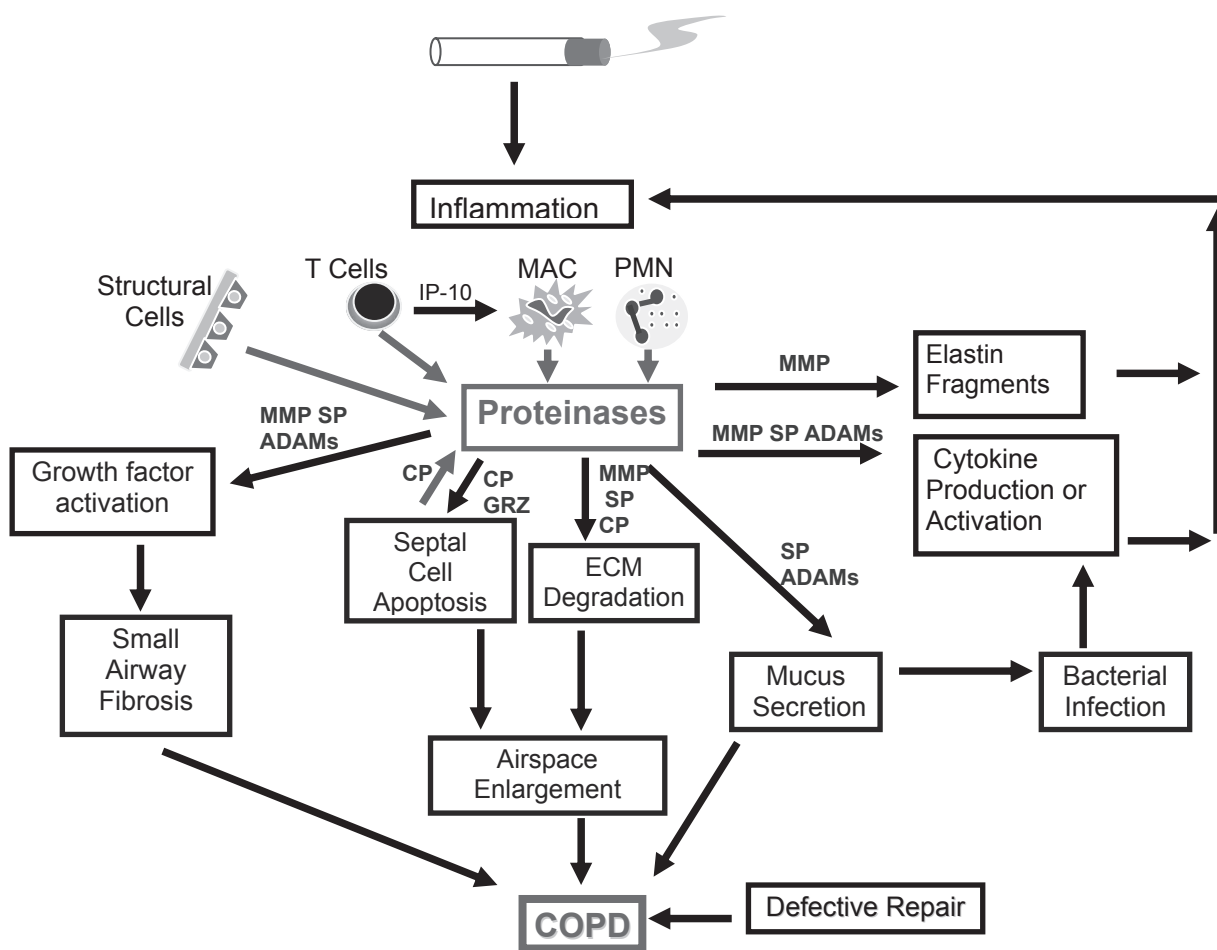 Inflammation
Structural
Cells
T Cells
IP-10
MAC
PMN
Proteinases
MMP
Elastin
Fragments
MMP SP ADAMs
Cytokine
Production or
Activation
MMP SP
ADAMs
Growth factor
activation
CP
CP
GRZ
MMP
SP
CP
SP
ADAMs
Septal
Cell
Apoptosis
ECM
Degradation
Small
Airway
Fibrosis
Mucus
Secretion
Bacterial
Infection
Airspace
Enlargement
COPD
Defective Repair